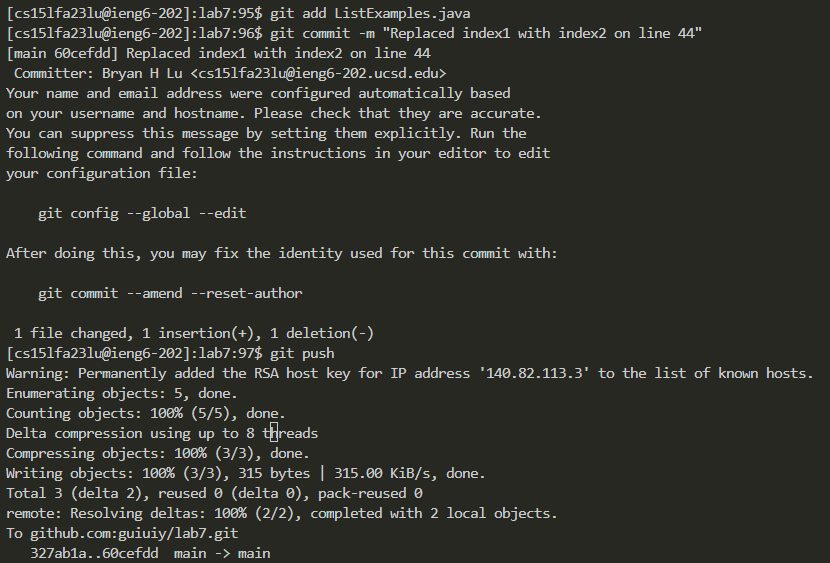 [cs15lfa23lu@ieng6-202]:lab7:95$ git add ListExamples.java
[cs15lfa23lu@ieng6-202]:lab7:96$ git commit -m "Replaced index1 with index2 on line 44"
[main 60cefdd] Replaced index1 with index2 on line 44
 Committer: Bryan H Lu <cs15lfa23lu@ieng6-202.ucsd.edu>
Your name and email address were configured automatically based
on your username and hostname. Please check that they are accurate.
You can suppress this message by setting them explicitly. Run the
following command and follow the instructions in your editor to edit
your configuration file:

    git config --global --edit

After doing this, you may fix the identity used for this commit with:

    git commit --amend --reset-author

 1 file changed, 1 insertion(+), 1 deletion(-)
[cs15lfa23lu@ieng6-202]:lab7:97$ git push
Warning: Permanently added the RSA host key for IP address '140.82.113.3' to the list of known hosts.
Enumerating objects: 5, done.
Counting objects: 100% (5/5), done.
Delta compression using up to 8 threads
Compressing objects: 100% (3/3), done.
Writing objects: 100% (3/3), 315 bytes | 315.00 KiB/s, done.
Total 3 (delta 2), reused 0 (delta 0), pack-reused 0
remote: Resolving deltas: 100% (2/2), completed with 2 local objects.
To github.com:guiuiy/lab7.git
   327ab1a..60cefdd  main -> main